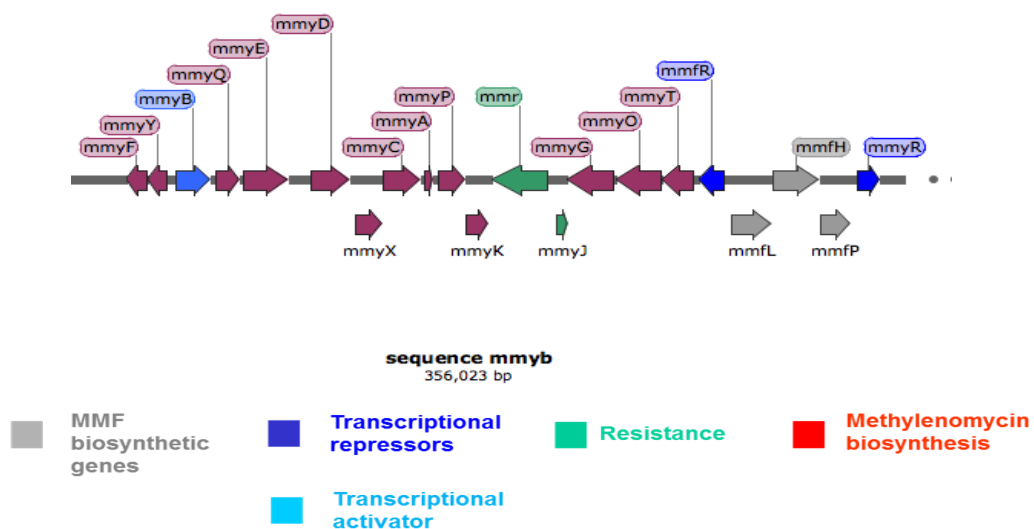 mmyD
mmyE
mmyQ
mmfR
mmyB
mmyP
mmr
mmyT
mmyY
mmyA
mmyO
mmyF
mmyC
mmyG
mmfH
mmyR
mmyX
mmyK
mmyJ
mmfL
mmfP
sequence mmyb
356,023 bp
MMF
biosynthetic
genes
Transcriptional
repressors
Resistance
Methylenomycin
biosynthesis
Transcriptional
activator